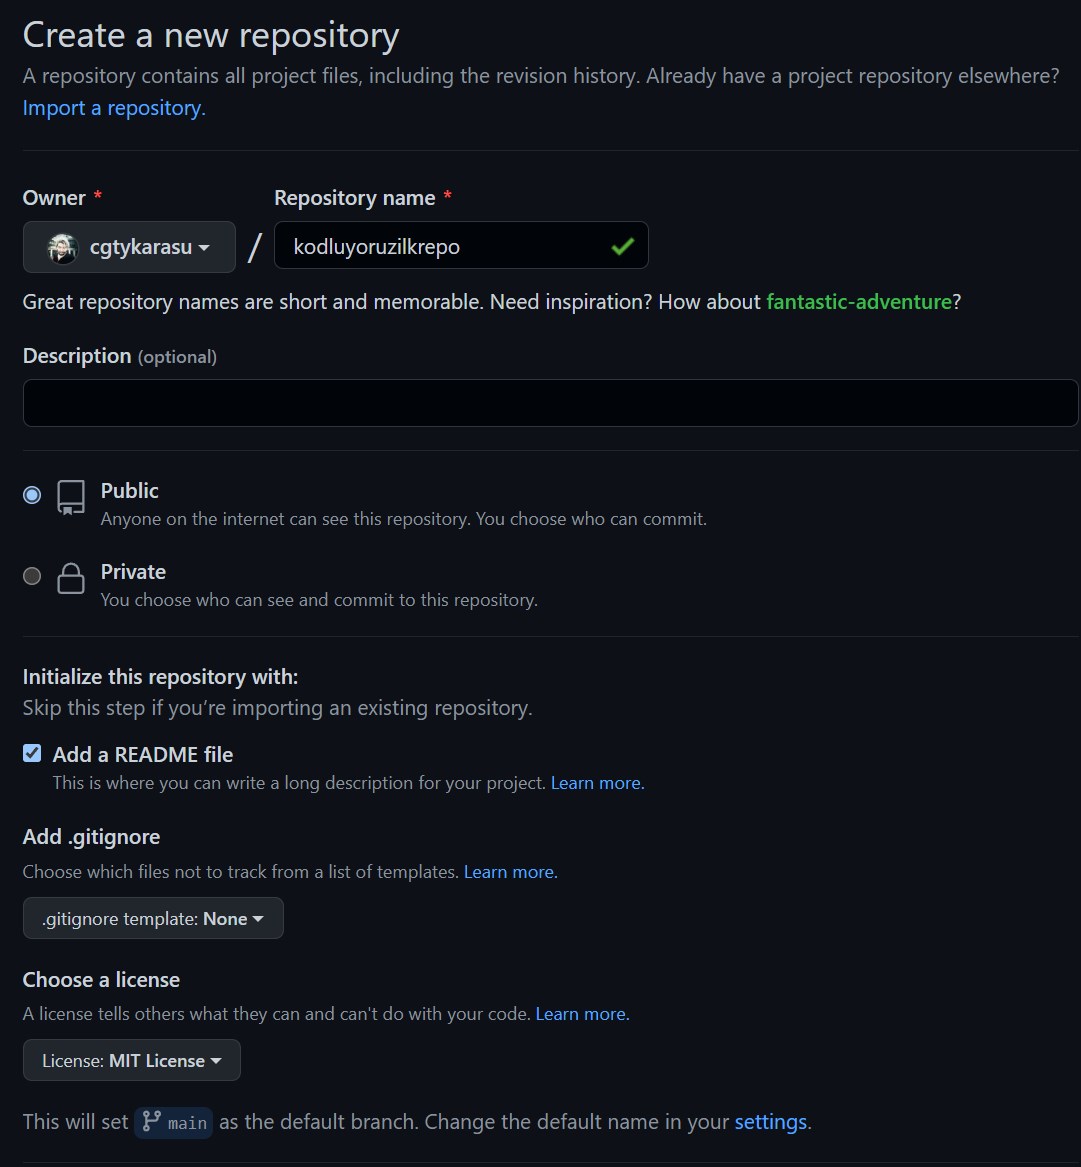 Create a new repository
A repository contains all project files, including the revision history. Already have a project repository elsewhere?
Import a repository.
Owner * Repository name *
cgtykarasu / kodluyoruzilkrepo
Great repository names are short and memorable. Need inspiration? How about fantastic-adventure?
Description (optional)
Public
Anyone on the internet can see this repository. You choose who can commit.
Private
You choose who can see and commit to this repository.
Initialize this repository with:
Skip this step if you’re importing an existing repository.
Add a README file
This is where you can write a long description for your project. Learn more.
Add .gitignore
Choose which files not to track from a list of templates. Learn more.
.gitignore template: None
Choose a license
A license tells others what they can and can't do with your code. Learn more.
License: MIT License
This will set main as the default branch. Change the default name in your settings.